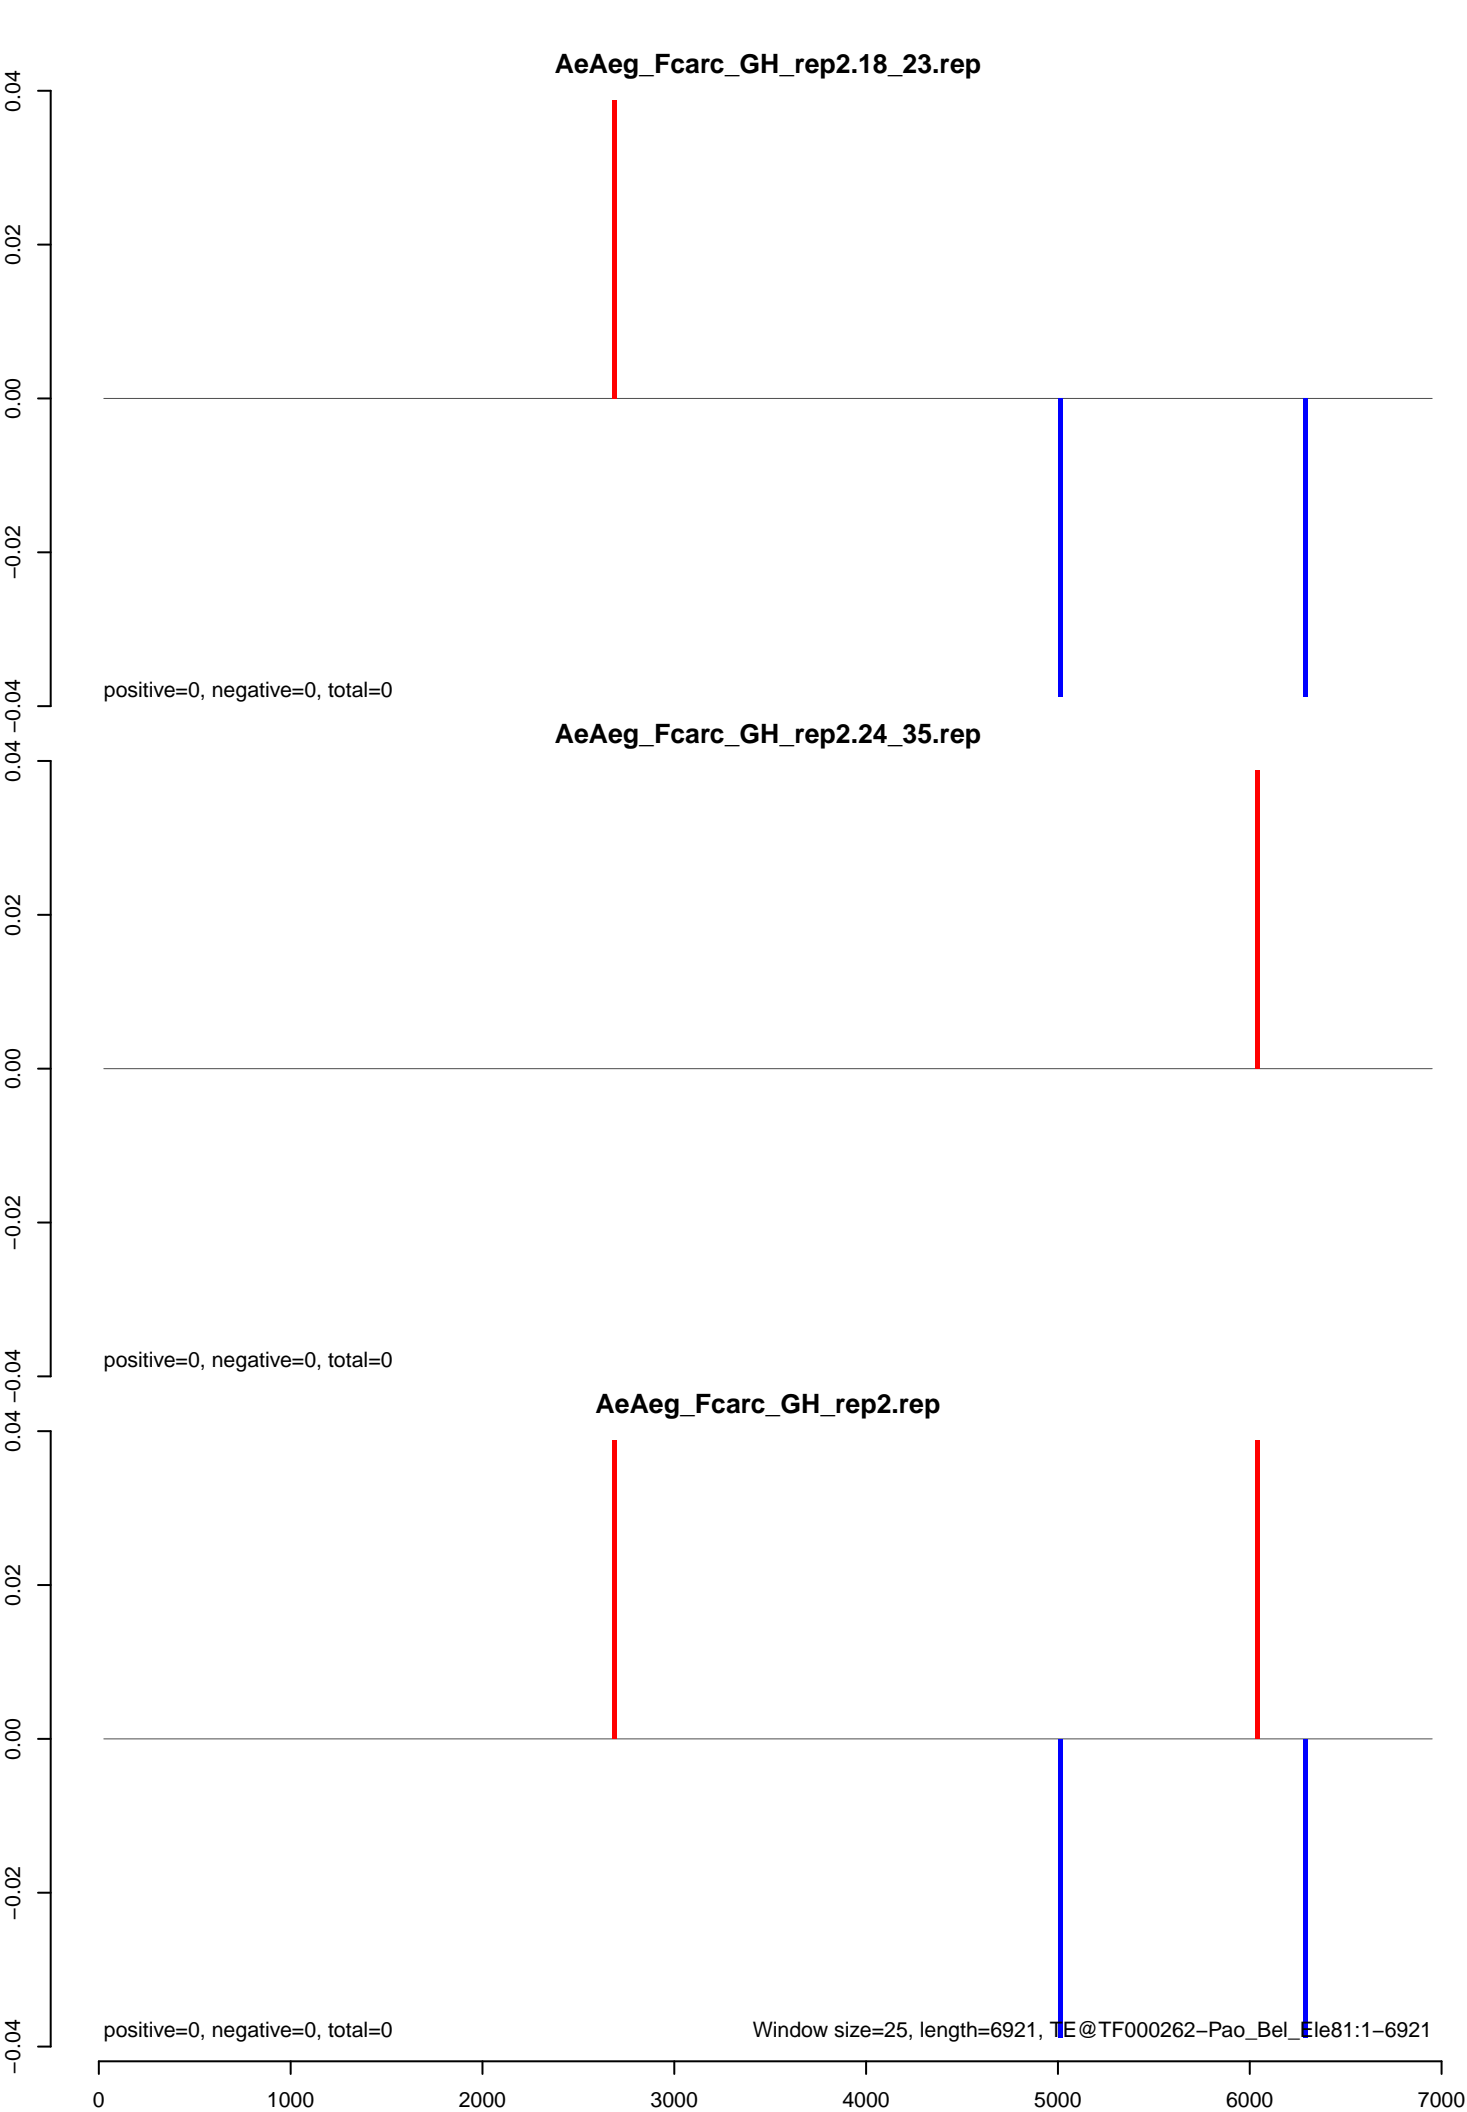 AeAeg_Fcarc_GH_rep2.18_23.rep
0.04
0.02
0.00
−0.02
−0.04
positive=0, negative=0, total=0
AeAeg_Fcarc_GH_rep2.24_35.rep
0.04
0.02
0.00
−0.02
−0.04
positive=0, negative=0, total=0
AeAeg_Fcarc_GH_rep2.rep
0.04
0.02
0.00
−0.02
−0.04
positive=0, negative=0, total=0
Window size=25, length=6921, TE@TF000262−Pao_Bel_Ele81:1−6921
0 1000 2000 3000 4000 5000 6000 7000